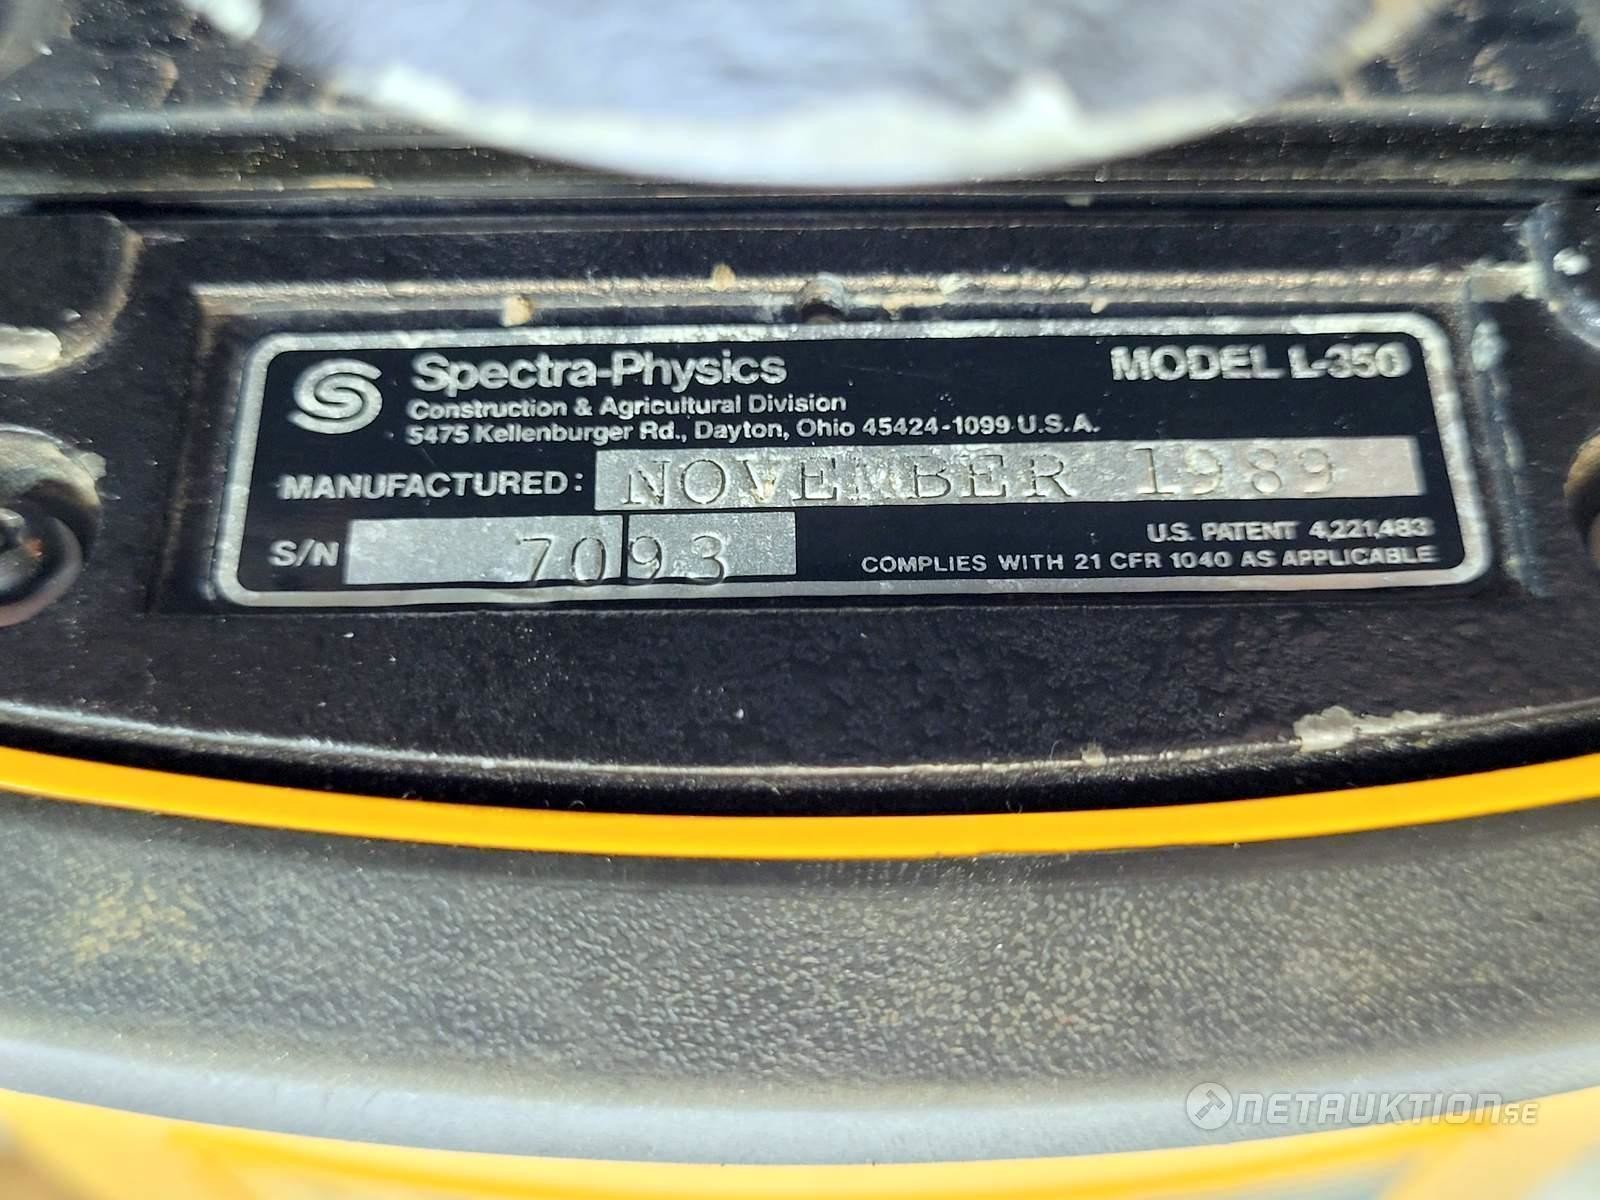 Spectra-Physics MODEL L-350
Construction & Agricultural Division
5475 Kellenburger Rd., Dayton, Ohio 45424-1099 U.S.A.
MANUFACTURED: NOVEMBER 1989
S/N 7093
U.S. PATENT 4,221,483
COMPLIES WITH 21 CFR 1040 AS APPLICABLE
NETAUKTION.SE